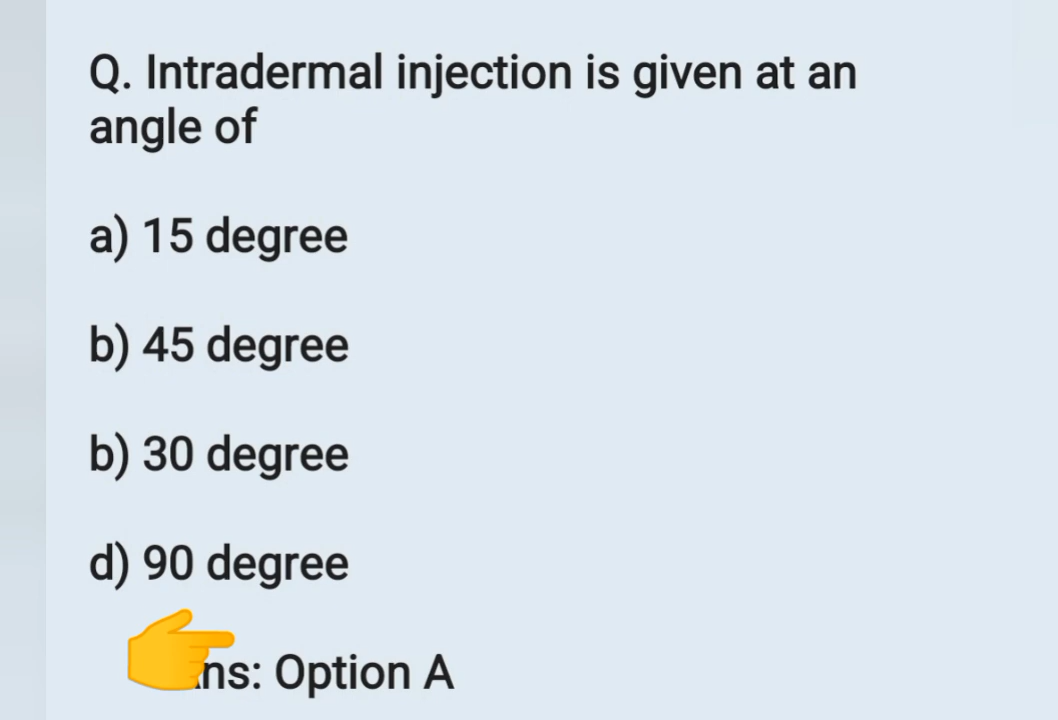 Q. Intradermal injection is given at an
angle of
a) 15 degree
b) 45 degree
b) 30 degree
d) 90 degree
ns: Option A